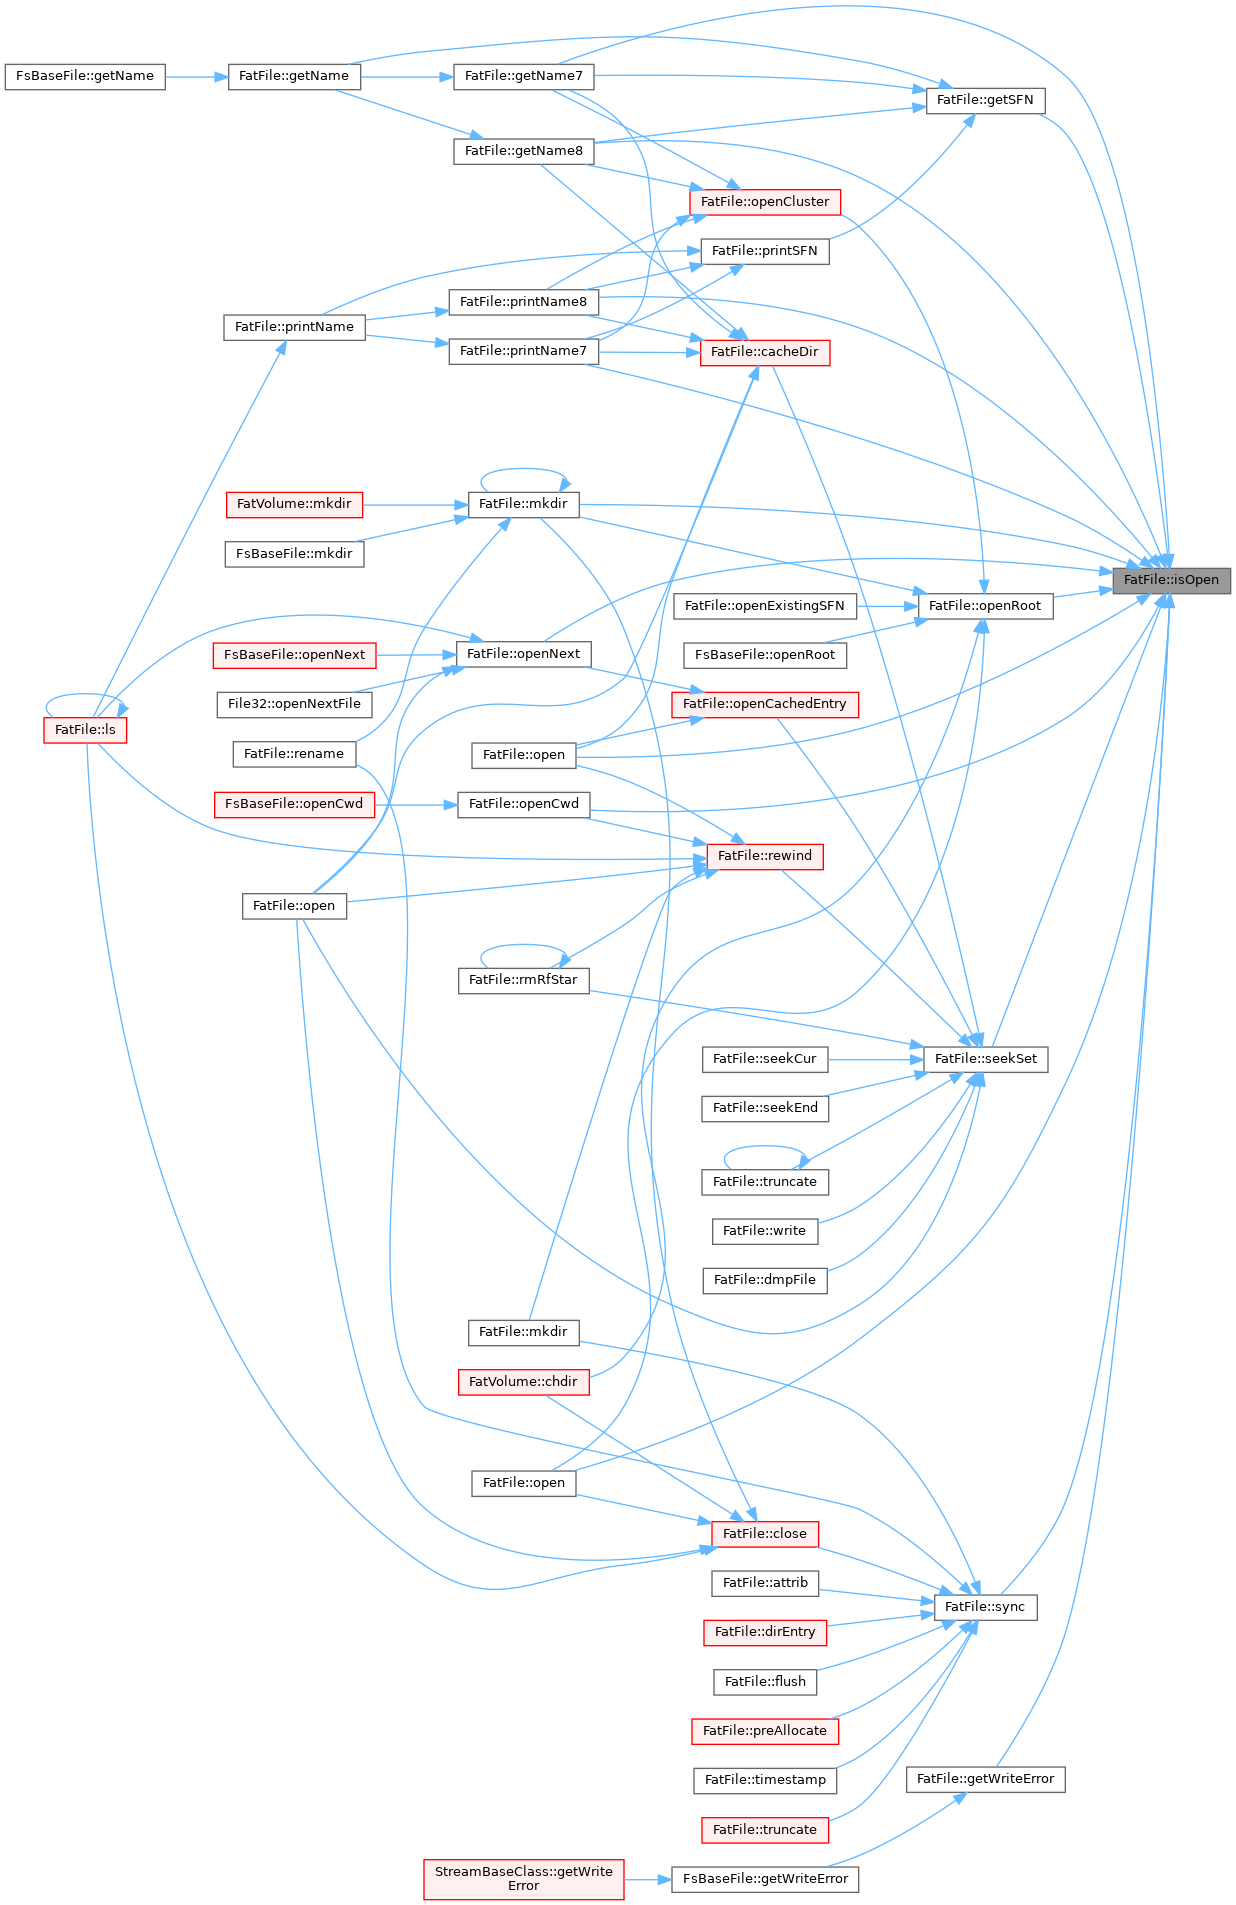 FsBaseFile::getName
FatFile::getName
FatFile::getName7
FatFile::getSFN
FatFile::getName8
FatFile::openCluster
FatFile::printSFN
FatFile::printName8
FatFile::printName
FatFile::printName7
FatFile::cacheDir
FatVolume::mkdir
FatFile::mkdir
FsBaseFile::mkdir
FatFile::isOpen
FatFile::openExistingSFN
FatFile::openRoot
FsBaseFile::openRoot
FsBaseFile::openNext
FatFile::openNext
File32::openNextFile
FatFile::openCachedEntry
FatFile::ls
FatFile::rename
FatFile::open
FsBaseFile::openCwd
FatFile::openCwd
FatFile::rewind
FatFile::open
FatFile::rmRfStar
FatFile::seekCur
FatFile::seekSet
FatFile::seekEnd
FatFile::truncate
FatFile::write
FatFile::dmpFile
FatFile::mkdir
FatVolume::chdir
FatFile::open
FatFile::close
FatFile::attrib
FatFile::sync
FatFile::dirEntry
FatFile::flush
FatFile::preAllocate
FatFile::timestamp
FatFile::getWriteError
FatFile::truncate
StreamBaseClass::getWrite
Error
FsBaseFile::getWriteError